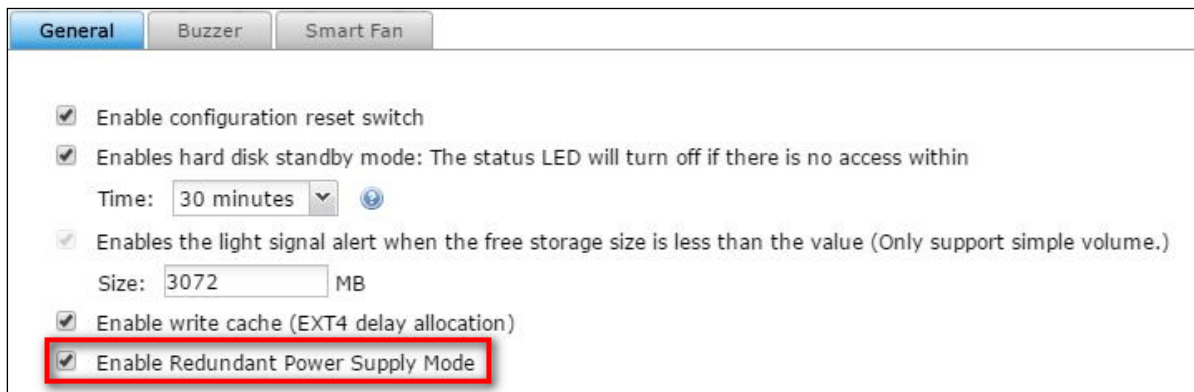 General Buzzer Smart Fan
Enable configuration reset switch
Enables hard disk standby mode: The status LED will turn off if there is no access within
Time: 30 minutes ?
Enables the light signal alert when the free storage size is less than the value (Only support simple volume.)
Size: 3072 MB
Enable write cache (EXT4 delay allocation)
Enable Redundant Power Supply Mode